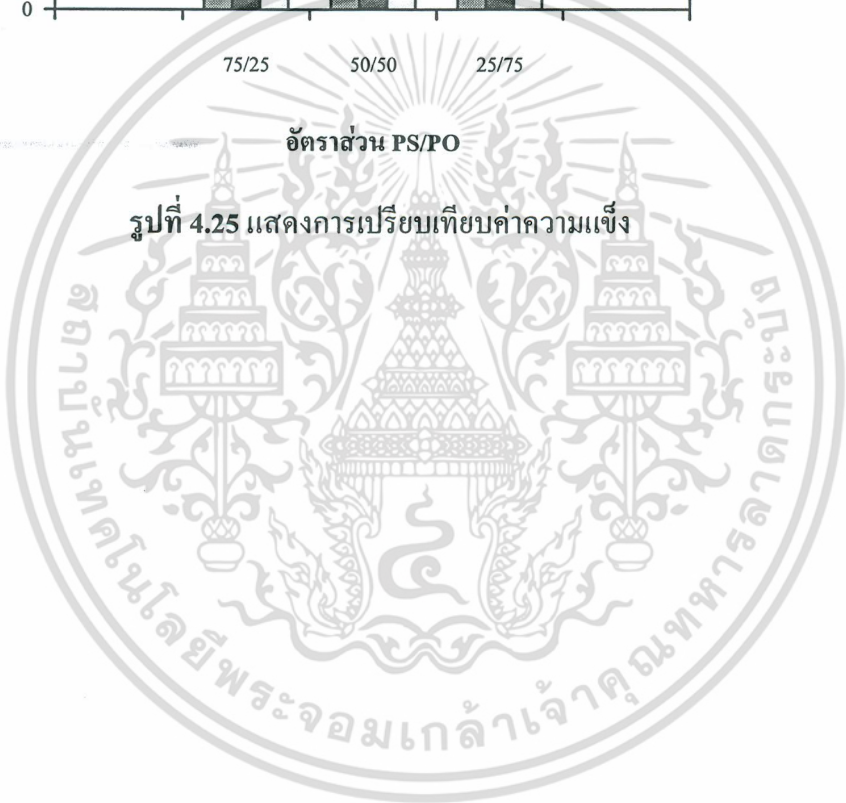 0
75/25 50/50 25/75
อัตราส่วน PS/PO
รูปที่ 4.25 แสดงการเปรียบเทียบค่าความแข็ง
สถาบันเทคโนโลยีพระจอมเกล้าเจ้าคุณทหารลาดกระบัง